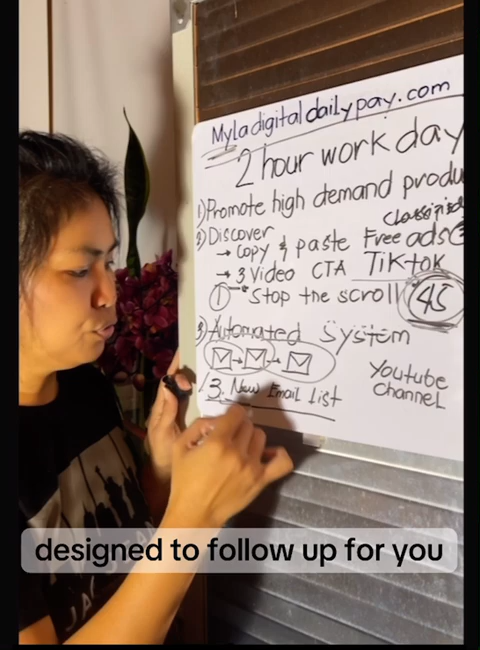 Myladigitaldailypay.com
2 hour work day
1) Promote high demand produ
Classified
2) Discover
→ Copy & paste Free ads
→ 3 Video CTA TikTok
1 → Stop the scroll 45
3) Automated System
3. New Email list
Youtube
Channel
designed to follow up for you